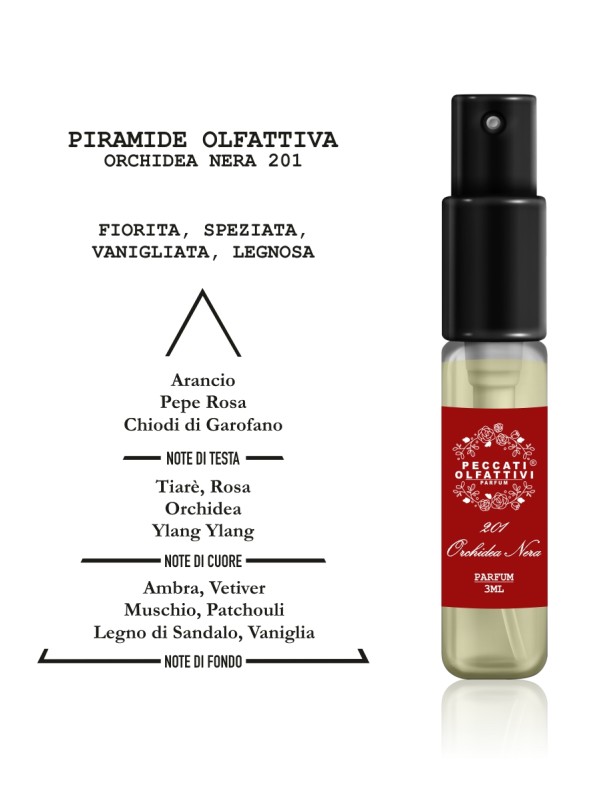 PIRAMIDE OLFATTIVA
ORCHIDEA NERA 201
FIORITA, SPEZIATA,
VANIGLIATA, LEGNOSA
Arancio
Pepe Rosa
Chiodi di Garofano
NOTE DI TESTA
Tiarè, Rosa
Orchidea
Ylang Ylang
NOTE DI CUORE
Ambra, Vetiver
Muschio, Patchouli
Legno di Sandalo, Vaniglia
NOTE DI FONDO
PECCATI®
OLFATTIVI
PARFUM
201
Orchidea Nera
PARFUM
3ML